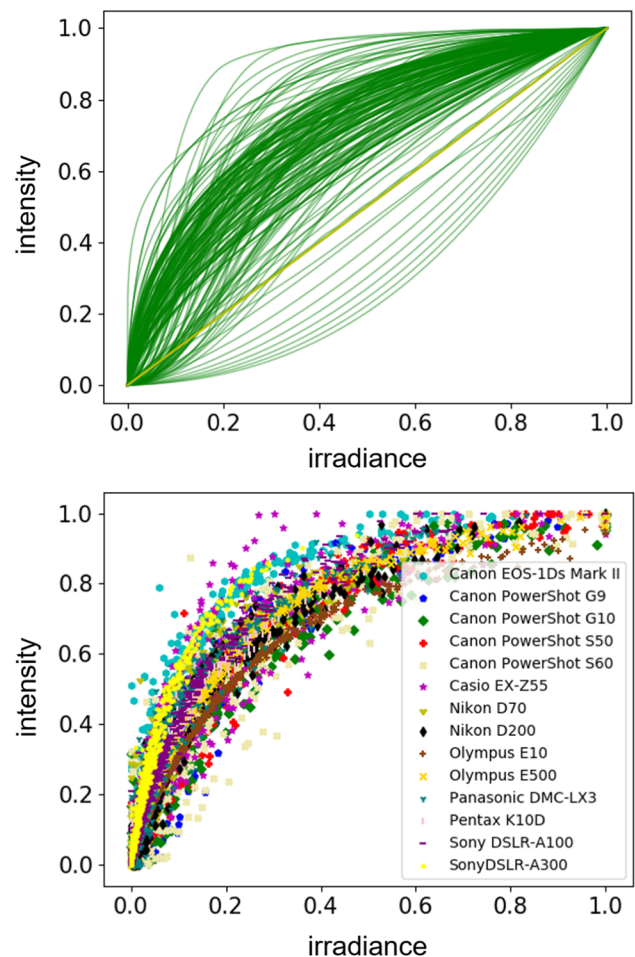 1.0
0.8
0.6
0.4
0.2
0.0
intensity
0.0 0.2 0.4 0.6 0.8 1.0
irradiance
1.0
0.8
0.6
0.4
0.2
0.0
intensity
Canon EOS-1Ds Mark II
Canon PowerShot G9
Canon PowerShot G10
Canon PowerShot S50
Canon PowerShot S60
Casio EX-Z55
Nikon D70
Nikon D200
Olympus E10
Olympus E500
Panasonic DMC-LX3
Pentax K10D
Sony DSLR-A100
SonyDSLR-A300
0.0 0.2 0.4 0.6 0.8 1.0
irradiance